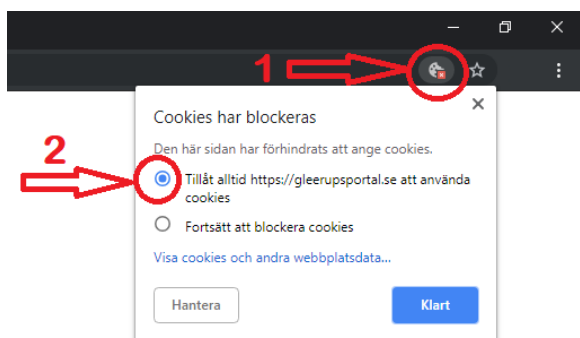 1
Cookies har blockeras
Den här sidan har förhindrats att ange cookies.
2
Tillåt alltid https://gleerupsportal.se att använda
cookies
Fortsätt att blockera cookies
Visa cookies och andra webbplatsdata...
Hantera
Klart